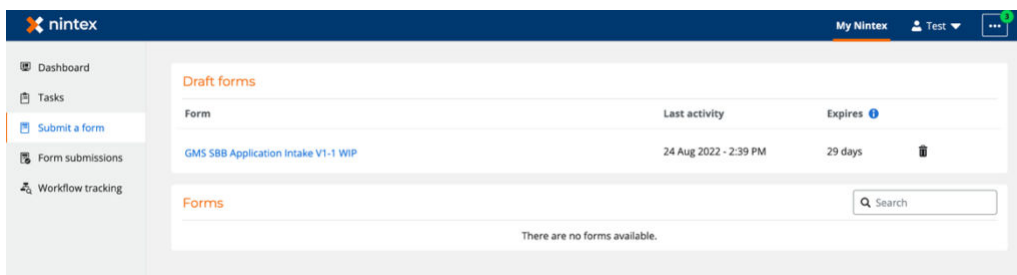 nintex
My Nintex
Test
3
Dashboard
Tasks
Submit a form
Form submissions
Workflow tracking
Draft forms
Form Last activity Expires
GMS SBB Application Intake V1-1 WIP 24 Aug 2022 - 2:39 PM 29 days
Forms
Search
There are no forms available.